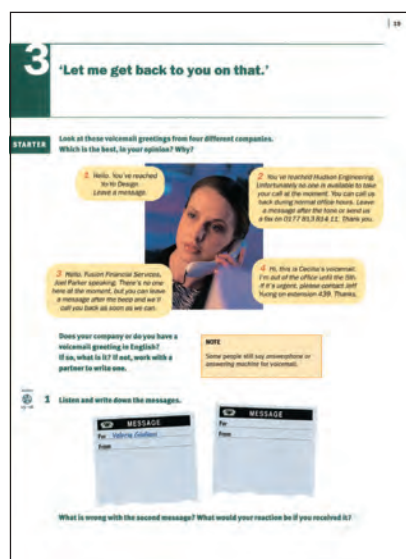 19
3
'Let me get back to you on that.'
STARTER
Look at these voicemail greetings from four different companies.
Which is the best, in your opinion? Why?
1 Hello. You've reached
Yo-Yo Design.
Leave a message.
2 You've reached Hudson Engineering.
Unfortunately no one is available to take
your call at the moment. You can call us
back during normal office hours. Leave
a message after the tone or send us
a fax on 0177 813 814 11. Thank you.
3 Hello. Fusion Financial Services,
Joel Parker speaking. There's no one
here at the moment, but you can leave
a message after the beep and we'll
call you back as soon as we can.
4 Hi, this is Cecilia's voicemail.
I'm out of the office until the 5th.
If it's urgent, please contact Jeff
on extension 439. Thanks.
Does your company or do you have a
voicemail greeting in English?
If so, what is it? If not, work with a
partner to write one.
NOTE
Some people still say answerphone or
answering machine for voicemail.
1 Listen and write down the messages.
MESSAGE
For Valerie
From
MESSAGE
For
From
What is wrong with the second message? What would your reaction be if you received it?